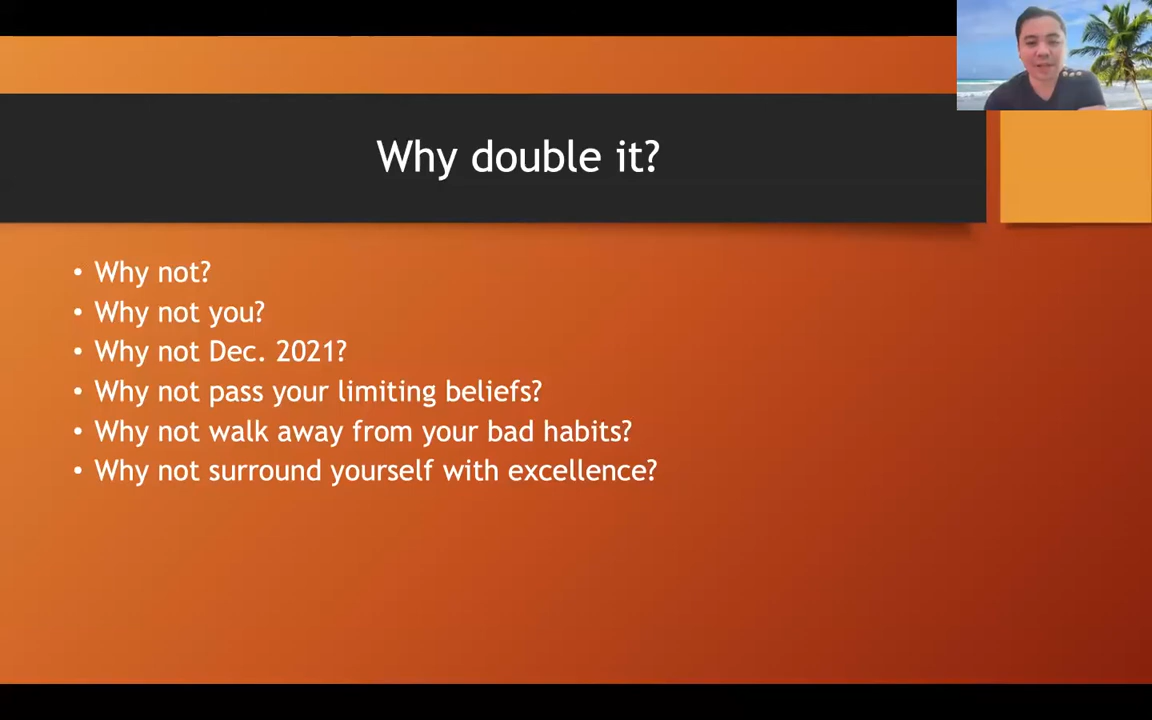 Why double it?
• Why not?
• Why not you?
• Why not Dec. 2021?
• Why not pass your limiting beliefs?
• Why not walk away from your bad habits?
• Why not surround yourself with excellence?